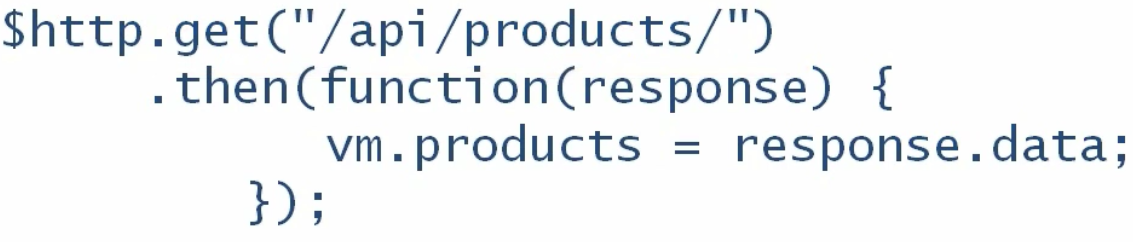 $http.get("/api/products/")
.then(function(response) {
vm.products = response.data;
});